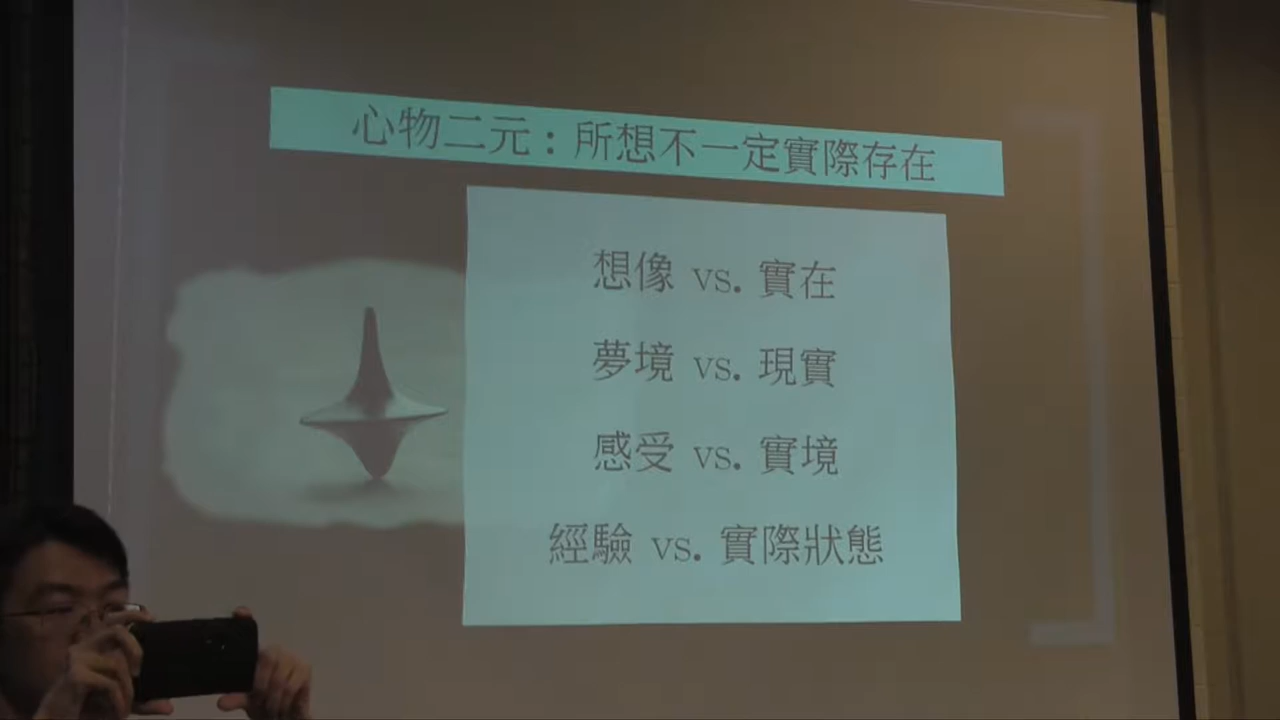 心物二元：所想不一定實際存在
想像 vs. 實在
夢境 vs. 現實
感受 vs. 實境
經驗 vs. 實際狀態